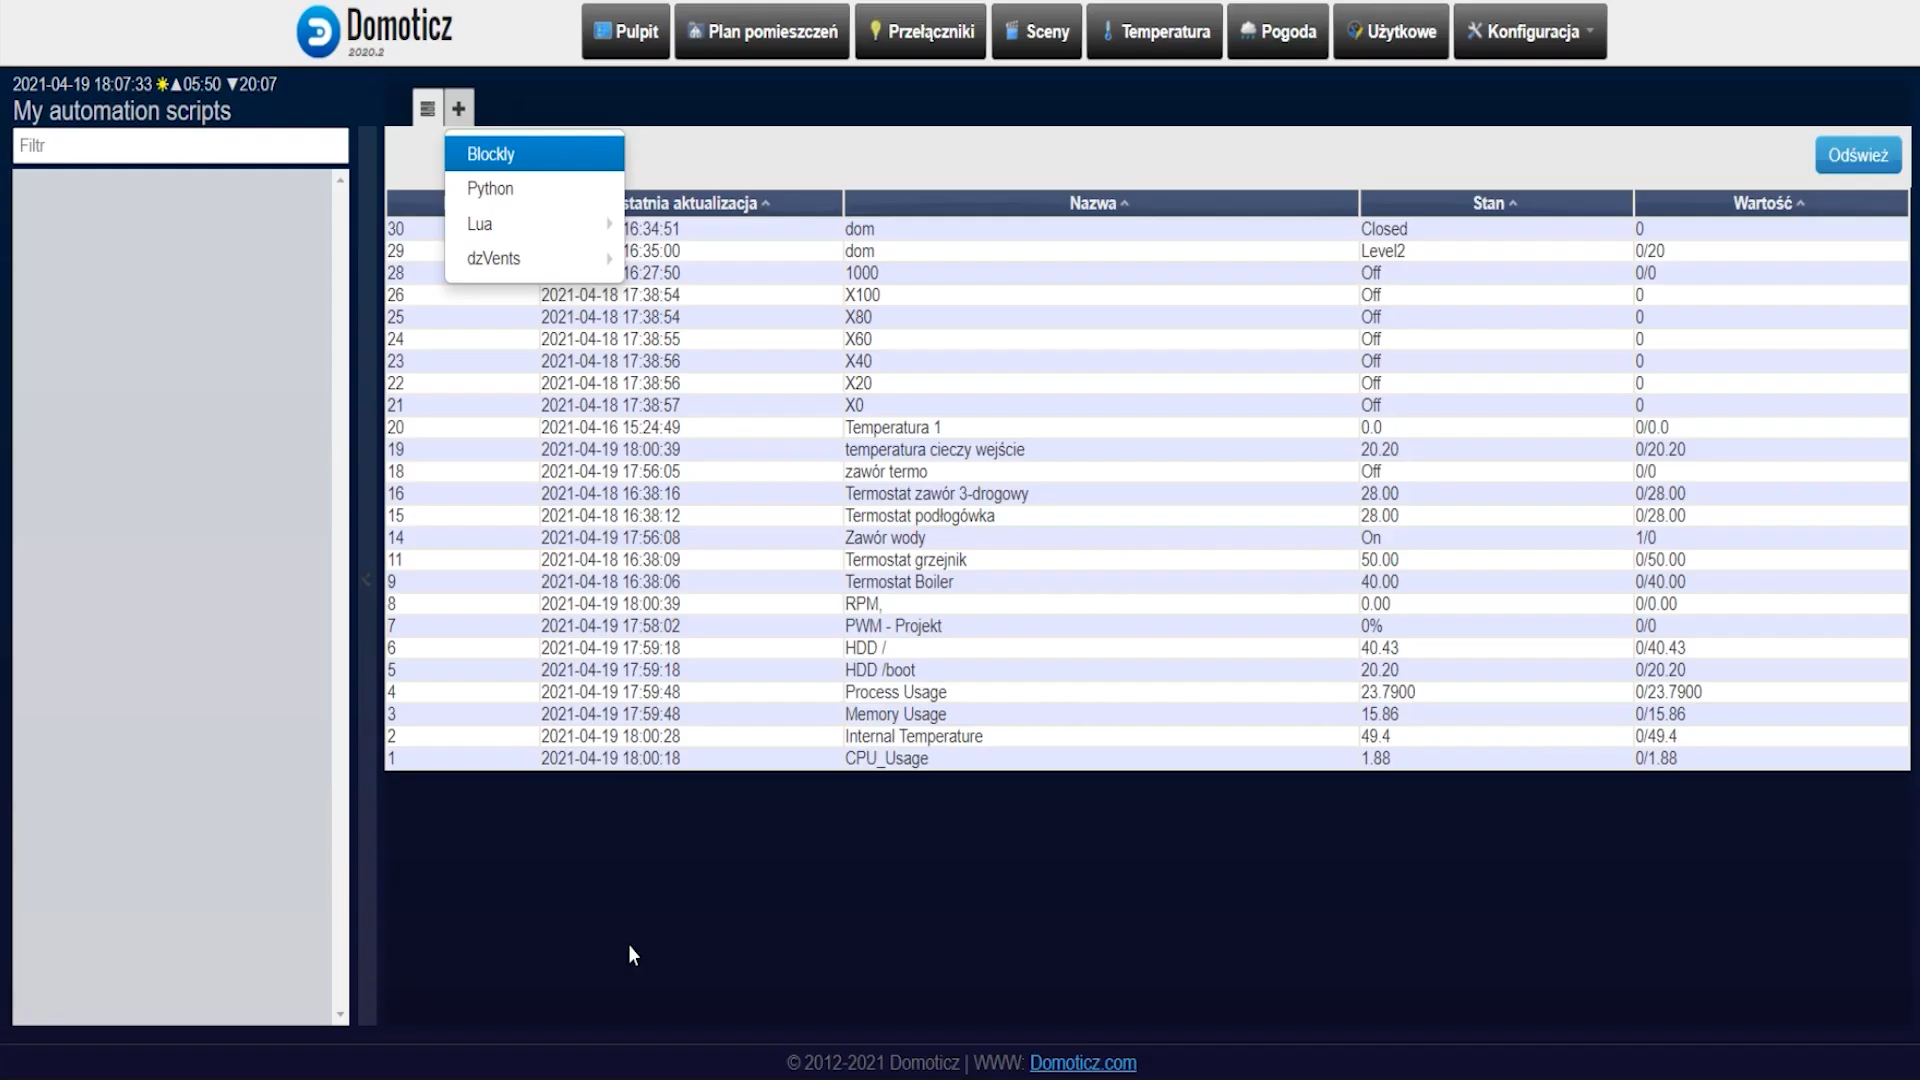 Domoticz
2020.2
Pulpit Plan pomieszczeń Przełączniki Sceny Temperatura Pogoda Użytkowe Konfiguracja
2021-04-19 18:07:33 ☀▲05:50 ▼20:07
My automation scripts
Filtr
Blockly
Python
Lua
dzVents
Odśwież
statnia aktualizacja Nazwa Stan Wartość
30 16:34:51 dom Closed 0
29 16:35:00 dom Level2 0/20
28 16:27:50 1000 Off 0/0
26 2021-04-18 17:38:54 X100 Off 0
25 2021-04-18 17:38:54 X80 Off 0
24 2021-04-18 17:38:55 X60 Off 0
23 2021-04-18 17:38:56 X40 Off 0
22 2021-04-18 17:38:56 X20 Off 0
21 2021-04-18 17:38:57 X0 Off 0
20 2021-04-16 15:24:49 Temperatura 1 0.0 0/0.0
19 2021-04-19 18:00:39 temperatura cieczy wejście 20.20 0/20.20
18 2021-04-19 17:56:05 zawór termo Off 0/0
16 2021-04-18 16:38:16 Termostat zawór 3-drogowy 28.00 0/28.00
15 2021-04-18 16:38:12 Termostat podłogówka 28.00 0/28.00
14 2021-04-19 17:56:08 Zawór wody On 1/0
11 2021-04-18 16:38:09 Termostat grzejnik 50.00 0/50.00
9 2021-04-18 16:38:06 Termostat Boiler 40.00 0/40.00
8 2021-04-19 18:00:39 RPM, 0.00 0/0.00
7 2021-04-19 17:58:02 PWM - Projekt 0% 0/0
6 2021-04-19 17:59:18 HDD / 40.43 0/40.43
5 2021-04-19 17:59:18 HDD /boot 20.20 0/20.20
4 2021-04-19 17:59:48 Process Usage 23.7900 0/23.7900
3 2021-04-19 17:59:48 Memory Usage 15.86 0/15.86
2 2021-04-19 18:00:28 Internal Temperature 49.4 0/49.4
1 2021-04-19 18:00:18 CPU_Usage 1.88 0/1.88
© 2012-2021 Domoticz | WWW: Domoticz.com